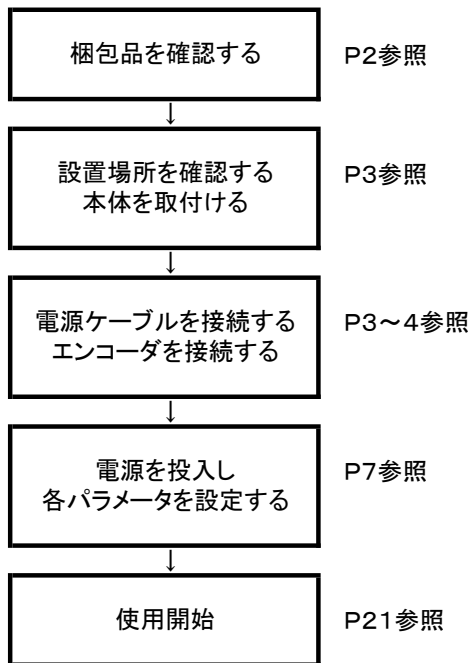 梱包品を確認する P2参照
↓
設置場所を確認する P3参照
本体を取付ける
↓
電源ケーブルを接続する P3～4参照
エンコーダを接続する
↓
電源を投入し P7参照
各パラメータを設定する
↓
使用開始 P21参照